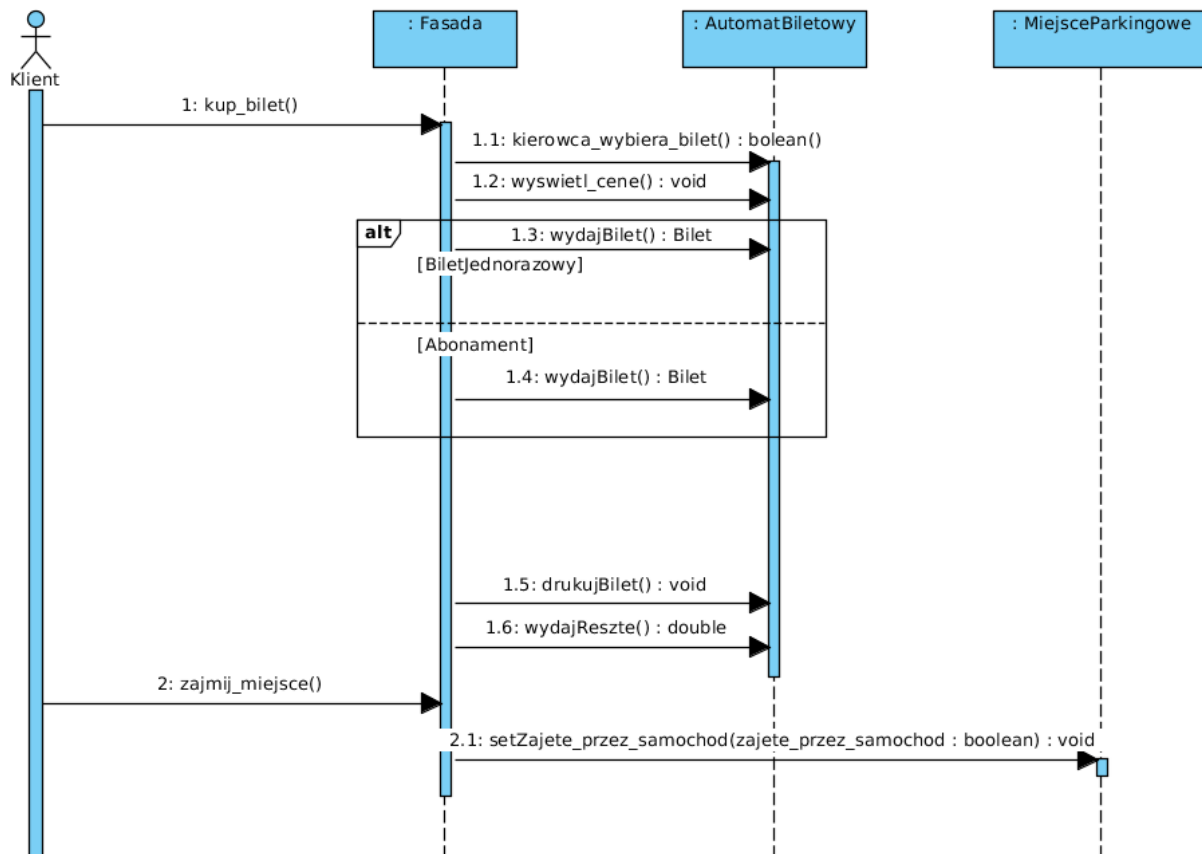 : Fasada
: AutomatBiletowy
: MiejsceParkingowe
Klient
1: kup_bilet()
1.1: kierowca_wybiera_bilet() : bolean()
1.2: wyswietl_cene() : void
alt
1.3: wydajBilet() : Bilet
[BiletJednorazowy]
[Abonament]
1.4: wydajBilet() : Bilet
1.5: drukujBilet() : void
1.6: wydajReszte() : double
2: zajmij_miejsce()
2.1: setZajete_przez_samochod(zajete_przez_samochod : boolean) : void